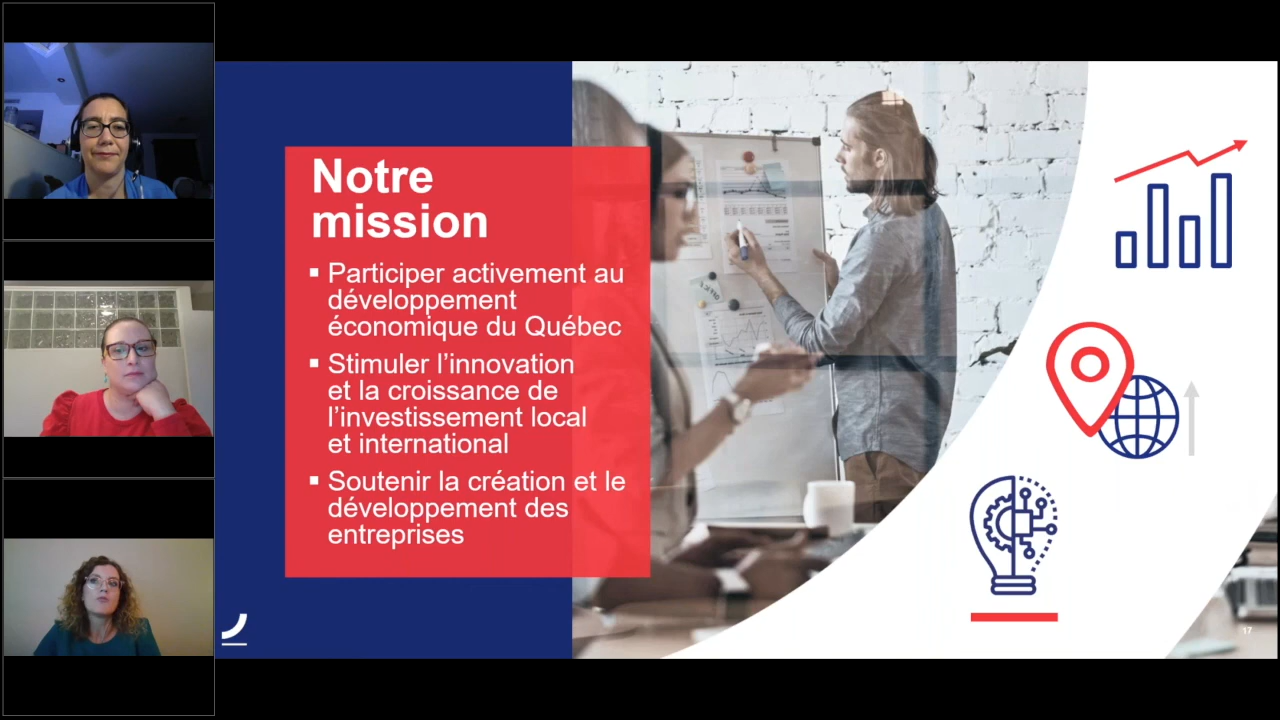 Notre
mission
▪ Participer activement au
développement
économique du Québec
▪ Stimuler l’innovation
et la croissance de
l’investissement local
et international
▪ Soutenir la création et le
développement des
entreprises
17